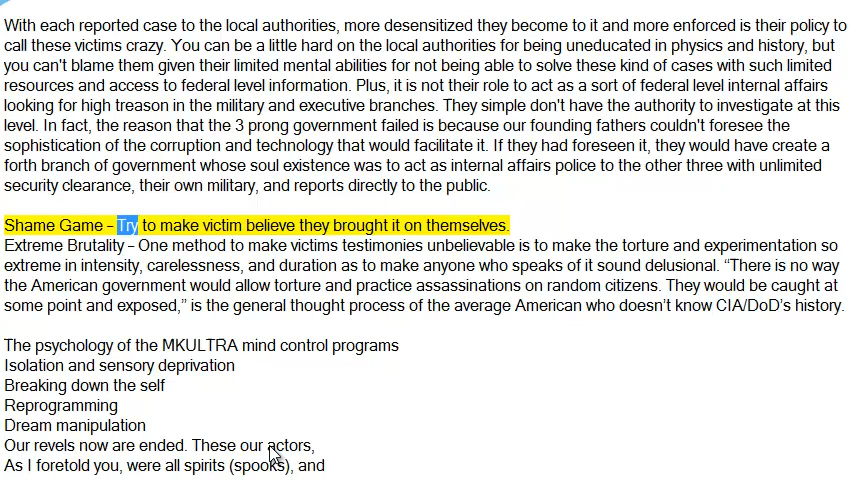 With each reported case to the local authorities, more desensitized they become to it and more enforced is their policy to
call these victims crazy. You can be a little hard on the local authorities for being uneducated in physics and history, but
you can't blame them given their limited mental abilities for not being able to solve these kind of cases with such limited
resources and access to federal level information. Plus, it is not their role to act as a sort of federal level internal affairs
looking for high treason in the military and executive branches. They simple don't have the authority to investigate at this
level. In fact, the reason that the 3 prong government failed is because our founding fathers couldn't foresee the
sophistication of the corruption and technology that would facilitate it. If they had foreseen it, they would have create a
forth branch of government whose soul existence was to act as internal affairs police to the other three with unlimited
security clearance, their own military, and reports directly to the public.
Shame Game – Try to make victim believe they brought it on themselves.
Extreme Brutality – One method to make victims testimonies unbelievable is to make the torture and experimentation so
extreme in intensity, carelessness, and duration as to make anyone who speaks of it sound delusional. “There is no way
the American government would allow torture and practice assassinations on random citizens. They would be caught at
some point and exposed,” is the general thought process of the average American who doesn’t know CIA/DoD’s history.
The psychology of the MKULTRA mind control programs
Isolation and sensory deprivation
Breaking down the self
Reprogramming
Dream manipulation
Our revels now are ended. These our actors,
As I foretold you, were all spirits (spooks), and